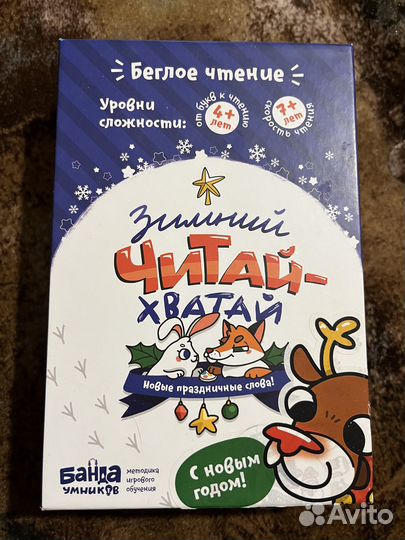 Беглое чтение
Уровни
сложности:
от букв к чтению
4+
лет
7+
лет
скорость чтения
Зимний
ЧИТАЙ-
ХВАТАЙ
Новые праздничные слова!
БАНДА
УМНИКОВ
методика
игрового
обучения
С новым
годом!
Avito